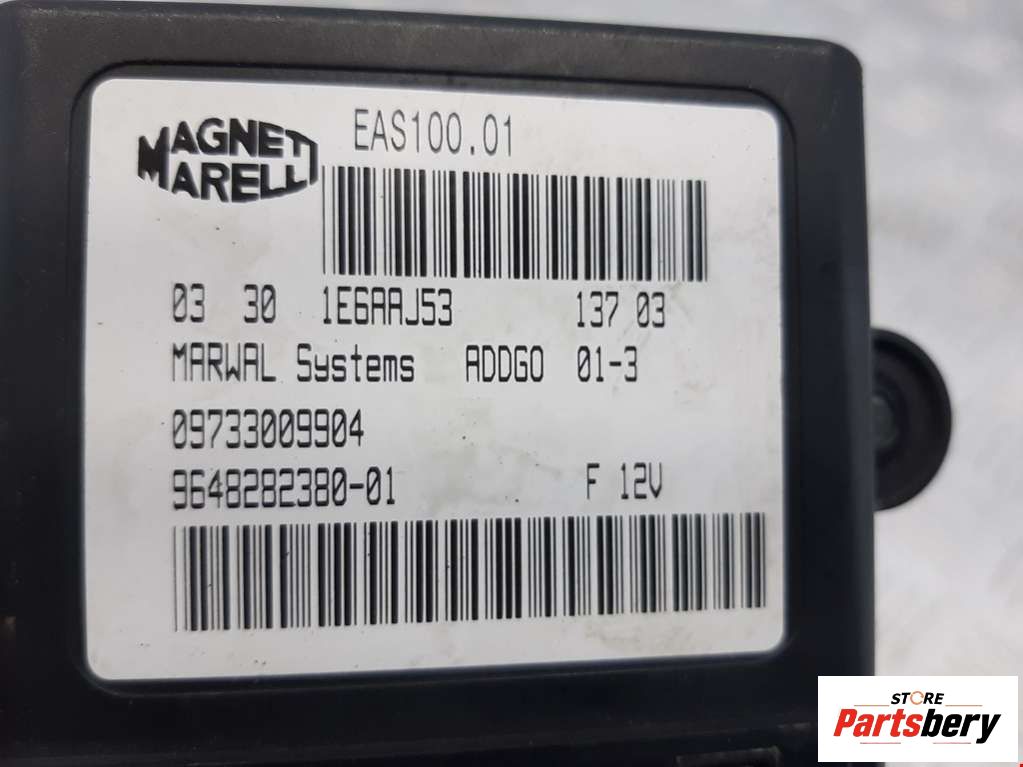 MAGNETI
MARELLI
EAS100.01
03 30 1E6AAJ53 137 03
MARWAL Systems ADDGO 01-3
09733009904
9648282380-01 F 12V
STORE
Partsbery